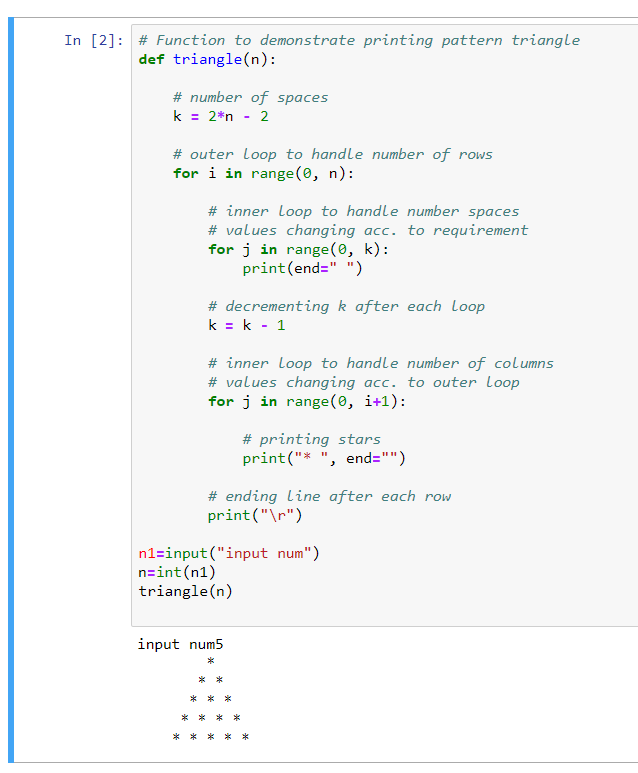 In [2]: # Function to demonstrate printing pattern triangle
def triangle(n):

    # number of spaces
    k = 2*n - 2

    # outer loop to handle number of rows
    for i in range(0, n):

        # inner loop to handle number spaces
        # values changing acc. to requirement
        for j in range(0, k):
            print(end=" ")

        # decrementing k after each loop
        k = k - 1

        # inner loop to handle number of columns
        # values changing acc. to outer loop
        for j in range(0, i+1):

            # printing stars
            print("* ", end="")

        # ending line after each row
        print("\r")

n1=input("input num")
n=int(n1)
triangle(n)

input num5
        *
       * *
      * * *
     * * * *
    * * * * *